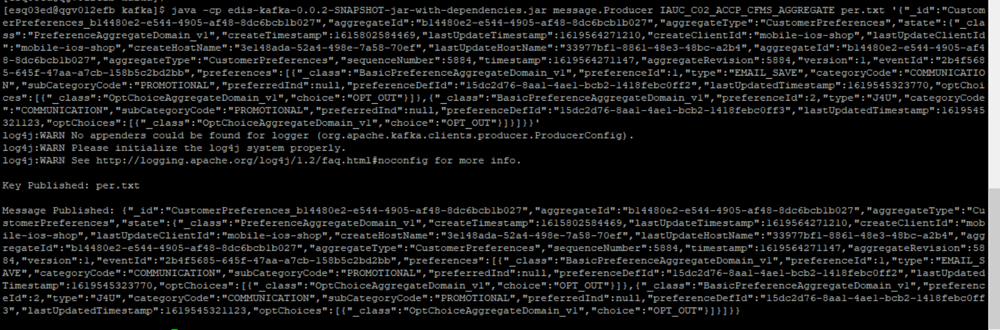 [esq03ed@qgv012efb kafka]$ java -cp edis-kafka-0.0.2-SNAPSHOT-jar-with-dependencies.jar message.Producer IAUC_C02_ACCP_CFMS_AGGREGATE per.txt '{"_id":"Custom
erPreferences_b14480e2-e544-4905-af48-8dc6bcb1b027","aggregateId":"b14480e2-e544-4905-af48-8dc6bcb1b027","aggregateType":"CustomerPreferences","state":{"_cla
ss":"PreferenceAggregateDomain_v1","createTimestamp":1615802584469,"lastUpdateTimestamp":1619564271210,"createClientId":"mobile-ios-shop","lastUpdateClientId
":"mobile-ios-shop","createHostName":"3e148ada-52a4-498e-7a58-70ef","lastUpdateHostName":"33977bf1-8861-48e3-48bc-a2b4","aggregateId":"b14480e2-e544-4905-af4
8-8dc6bcb1b027","aggregateType":"CustomerPreferences","sequenceNumber":5884,"timestamp":1619564271147,"aggregateRevision":5884,"version":1,"eventId":"2b4f568
5-645f-47aa-a7cb-158b5c2bd2bb","preferences":[{"_class":"BasicPreferenceAggregateDomain_v1","preferenceId":1,"type":"EMAIL_SAVE","categoryCode":"COMMUNICATIO
N","subCategoryCode":"PROMOTIONAL","preferredInd":null,"preferenceDefId":"15dc2d76-8aa1-4ae1-bcb2-1418febc0ff2","lastUpdatedTimestamp":1619545323770,"optChoi
ces":[{"_class":"OptChoiceAggregateDomain_v1","choice":"OPT_OUT"}]},{"_class":"BasicPreferenceAggregateDomain_v1","preferenceId":2,"type":"J4U","categoryCode
":"COMMUNICATION","subCategoryCode":"PROMOTIONAL","preferredInd":null,"preferenceDefId":"15dc2d76-8aa1-4ae1-bcb2-1418febc0ff3","lastUpdatedTimestamp":1619545
321123,"optChoices":[{"_class":"OptChoiceAggregateDomain_v1","choice":"OPT_OUT"}]}]}}'
log4j:WARN No appenders could be found for logger (org.apache.kafka.clients.producer.ProducerConfig).
log4j:WARN Please initialize the log4j system properly.
log4j:WARN See http://logging.apache.org/log4j/1.2/faq.html#noconfig for more info.
Key Published: per.txt
Message Published: {"_id":"CustomerPreferences_b14480e2-e544-4905-af48-8dc6bcb1b027","aggregateId":"b14480e2-e544-4905-af48-8dc6bcb1b027","aggregateType":"Cu
stomerPreferences","state":{"_class":"PreferenceAggregateDomain_v1","createTimestamp":1615802584469,"lastUpdateTimestamp":1619564271210,"createClientId":"mob
ile-ios-shop","lastUpdateClientId":"mobile-ios-shop","createHostName":"3e148ada-52a4-498e-7a58-70ef","lastUpdateHostName":"33977bf1-8861-48e3-48bc-a2b4","agg
regateId":"b14480e2-e544-4905-af48-8dc6bcb1b027","aggregateType":"CustomerPreferences","sequenceNumber":5884,"timestamp":1619564271147,"aggregateRevision":58
84,"version":1,"eventId":"2b4f5685-645f-47aa-a7cb-158b5c2bd2bb","preferences":[{"_class":"BasicPreferenceAggregateDomain_v1","preferenceId":1,"type":"EMAIL_S
AVE","categoryCode":"COMMUNICATION","subCategoryCode":"PROMOTIONAL","preferredInd":null,"preferenceDefId":"15dc2d76-8aa1-4ae1-bcb2-1418febc0ff2","lastUpdated
Timestamp":1619545323770,"optChoices":[{"_class":"OptChoiceAggregateDomain_v1","choice":"OPT_OUT"}]},{"_class":"BasicPreferenceAggregateDomain_v1","preferenc
eId":2,"type":"J4U","categoryCode":"COMMUNICATION","subCategoryCode":"PROMOTIONAL","preferredInd":null,"preferenceDefId":"15dc2d76-8aa1-4ae1-bcb2-1418febc0ff
3","lastUpdatedTimestamp":1619545321123,"optChoices":[{"_class":"OptChoiceAggregateDomain_v1","choice":"OPT_OUT"}]}]}}